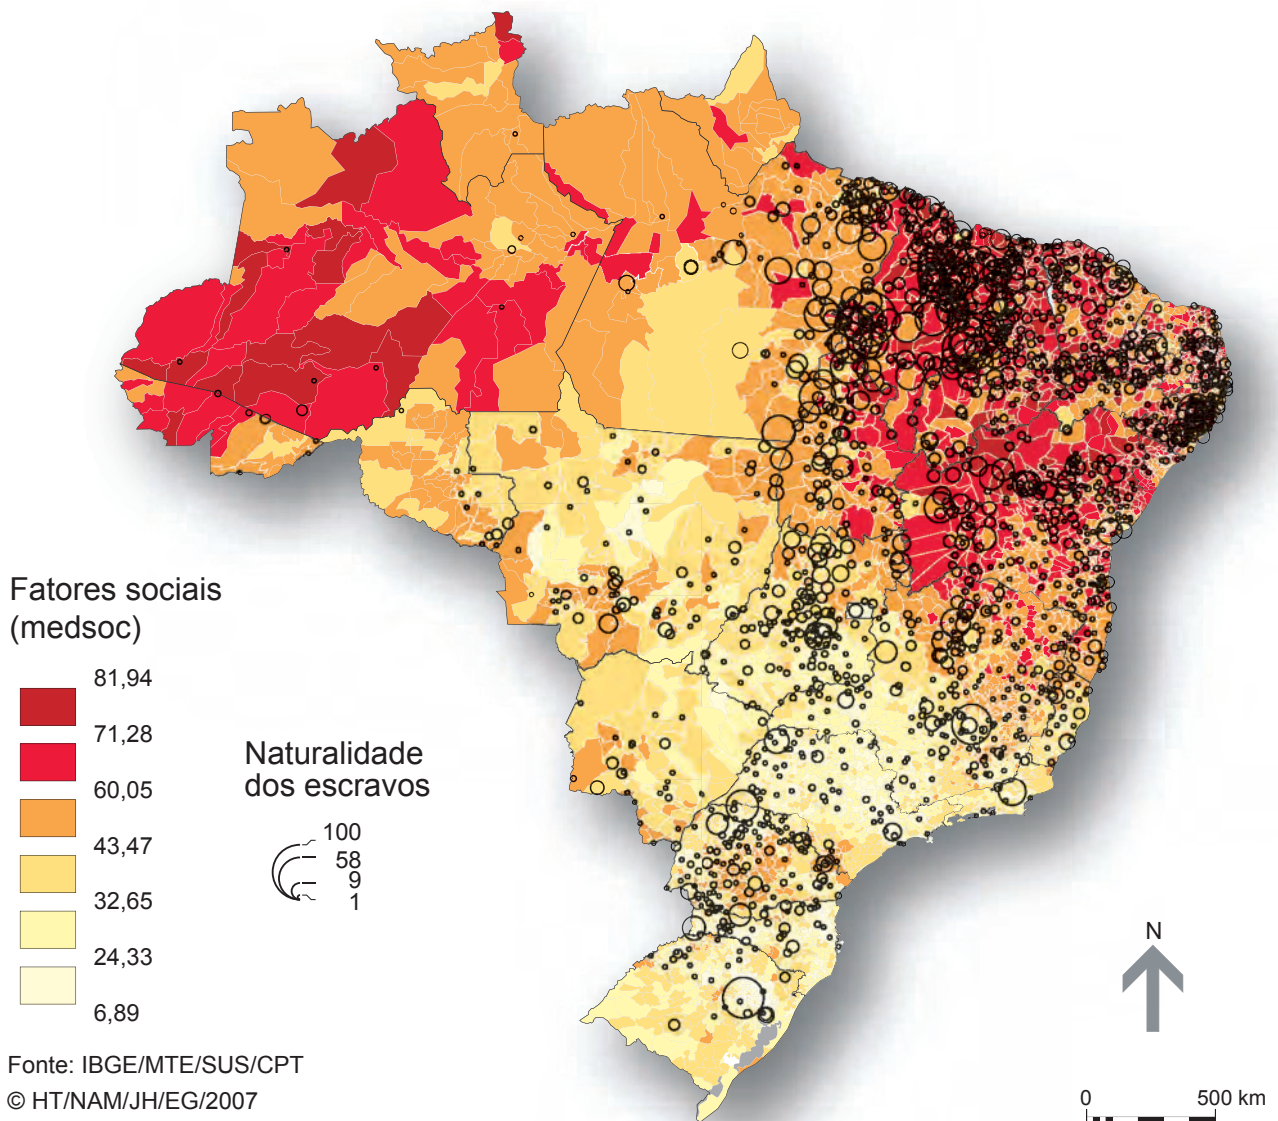 Fatores sociais
(medsoc)
81,94
71,28
60,05
43,47
32,65
24,33
6,89
Naturalidade
dos escravos
100
58
9
1
Fonte: IBGE/MTE/SUS/CPT
© HT/NAM/JH/EG/2007
N
0 500 km